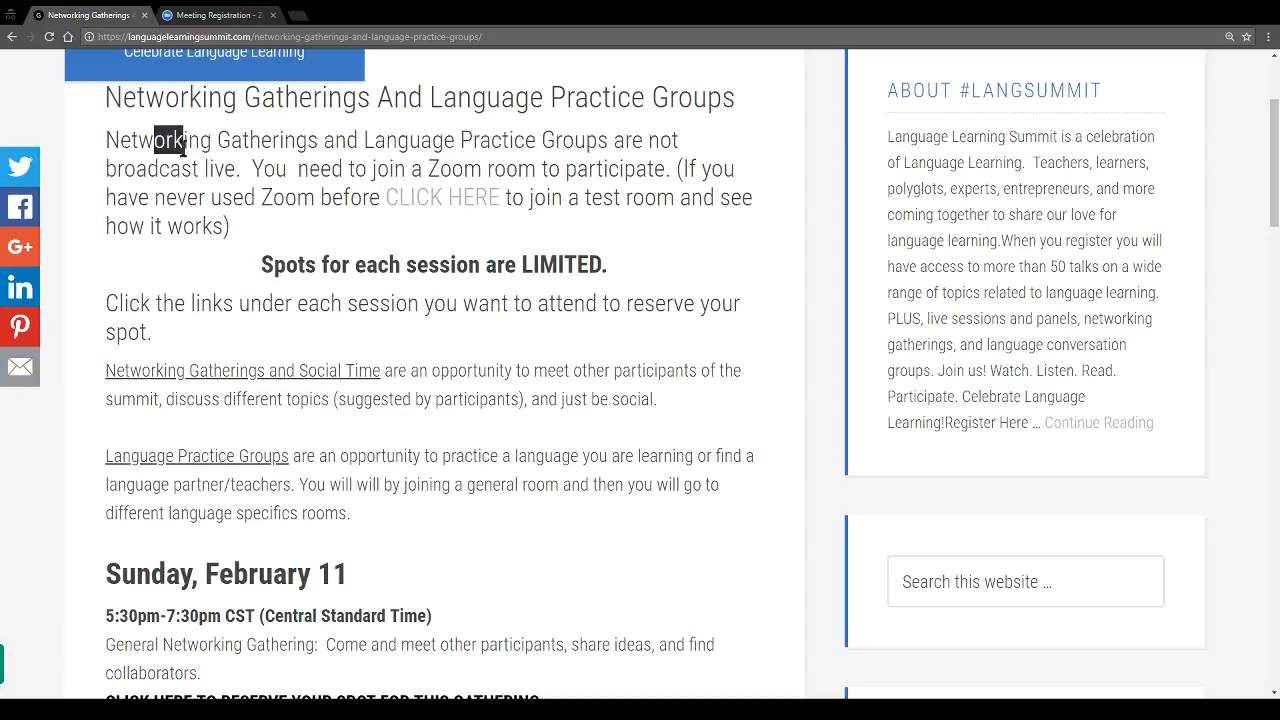 Networking Gatherings A
Meeting Registration - Z
https://languagelearningsummit.com/networking-gatherings-and-language-practice-groups/
Celebrate Language Learning
Networking Gatherings And Language Practice Groups
Networking Gatherings and Language Practice Groups are not
broadcast live.  You  need to join a Zoom room to participate. (If you
have never used Zoom before CLICK HERE to join a test room and see
how it works)
Spots for each session are LIMITED.
Click the links under each session you want to attend to reserve your
spot.
Networking Gatherings and Social Time are an opportunity to meet other participants of the
summit, discuss different topics (suggested by participants), and just be social.
Language Practice Groups are an opportunity to practice a language you are learning or find a
language partner/teachers. You will will by joining a general room and then you will go to
different language specifics rooms.
Sunday, February 11
5:30pm-7:30pm CST (Central Standard Time)
General Networking Gathering:  Come and meet other participants, share ideas, and find
collaborators.
CLICK HERE TO RESERVE YOUR SPOT FOR THIS GATHERING
ABOUT #LANGSUMMIT
Language Learning Summit is a celebration
of Language Learning.  Teachers, learners,
polyglots, experts, entrepreneurs, and more
coming together to share our love for
language learning.When you register you will
have access to more than 50 talks on a wide
range of topics related to language learning.
PLUS, live sessions and panels, networking
gatherings, and language conversation
groups. Join us! Watch. Listen. Read.
Participate. Celebrate Language
Learning!Register Here ... Continue Reading
Search this website ...